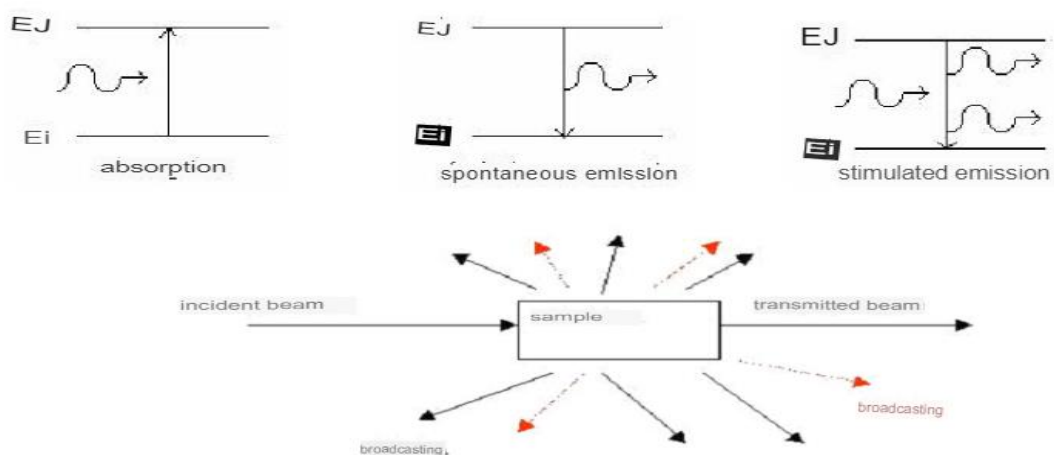 EJ
Ei
absorption
EJ
Ei
spontaneous emission
EJ
Ei
stimulated emission
incident beam
sample
transmitted beam
broadcasting
broadcasting,